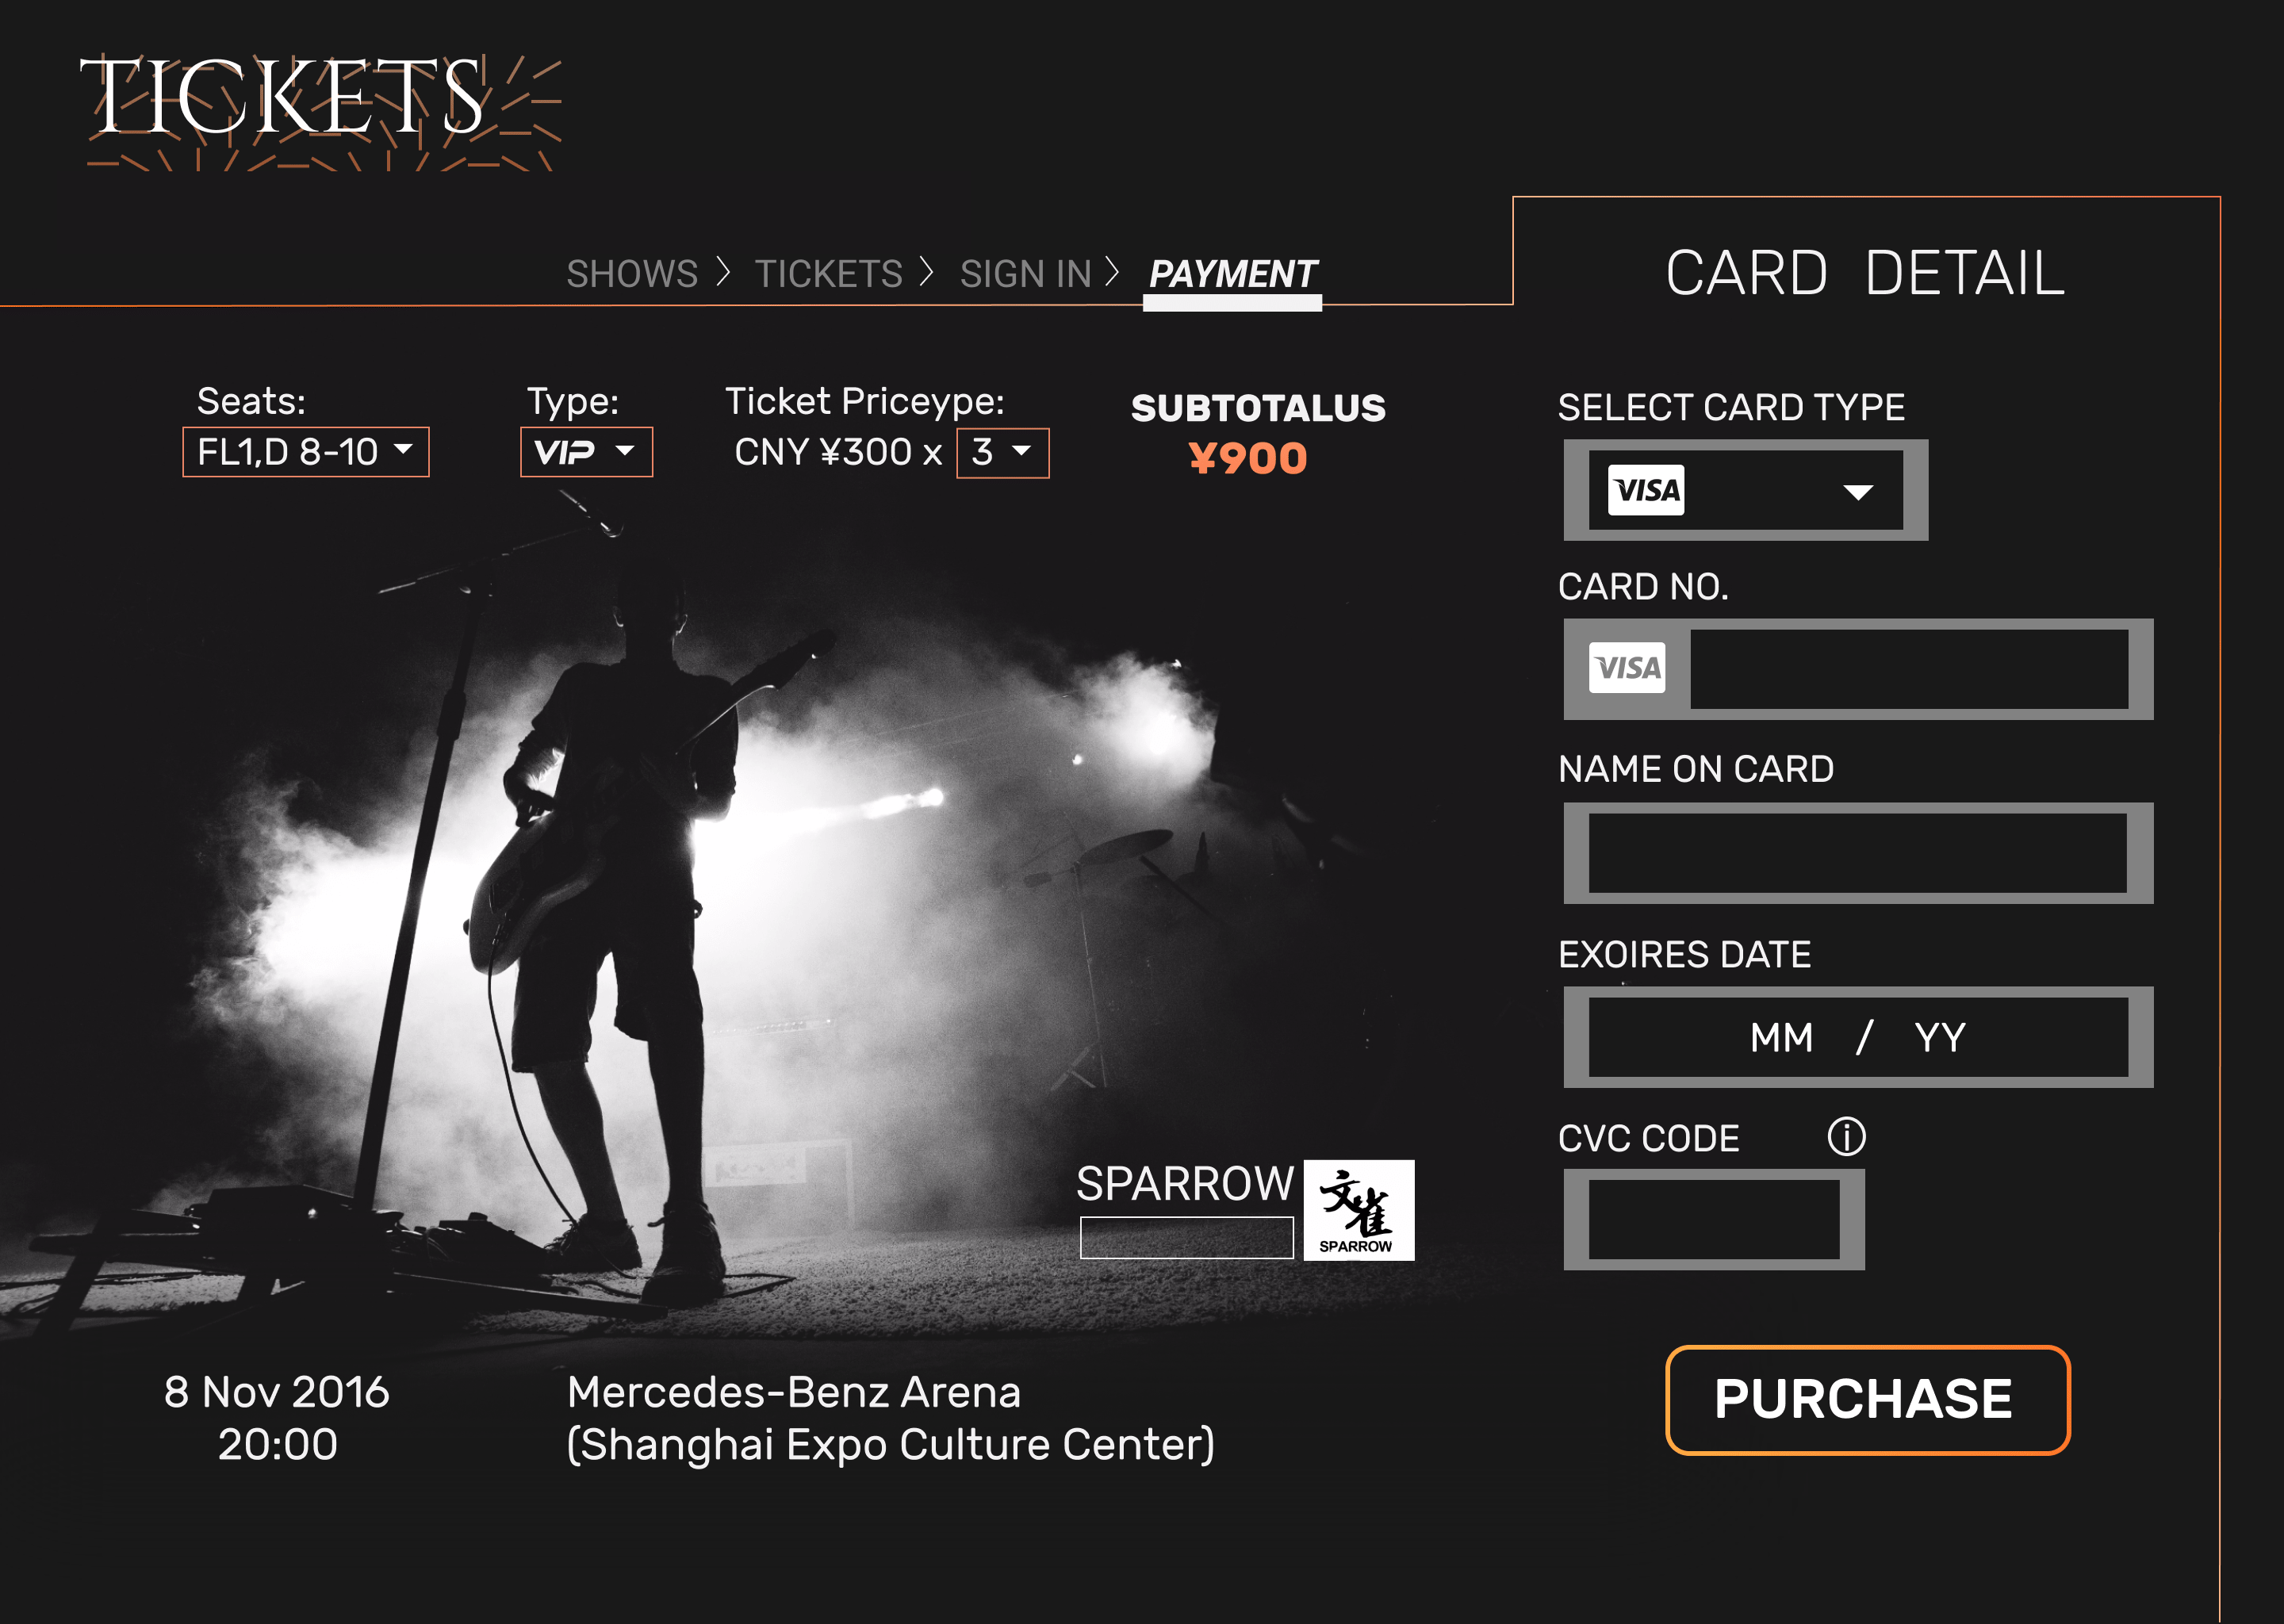 TICKETS
SHOWS > TICKETS > SIGN IN > PAYMENT
CARD DETAIL
Seats:
FL1,D 8-10
Type:
VIP
Ticket Priceype:
CNY ¥300 x 3
SUBTOTALUS
¥900
SELECT CARD TYPE
VISA
CARD NO.
VISA
NAME ON CARD
EXOIRES DATE
MM / YY
CVC CODE
SPARROW
文雀
SPARROW
8 Nov 2016
20:00
Mercedes-Benz Arena
(Shanghai Expo Culture Center)
PURCHASE